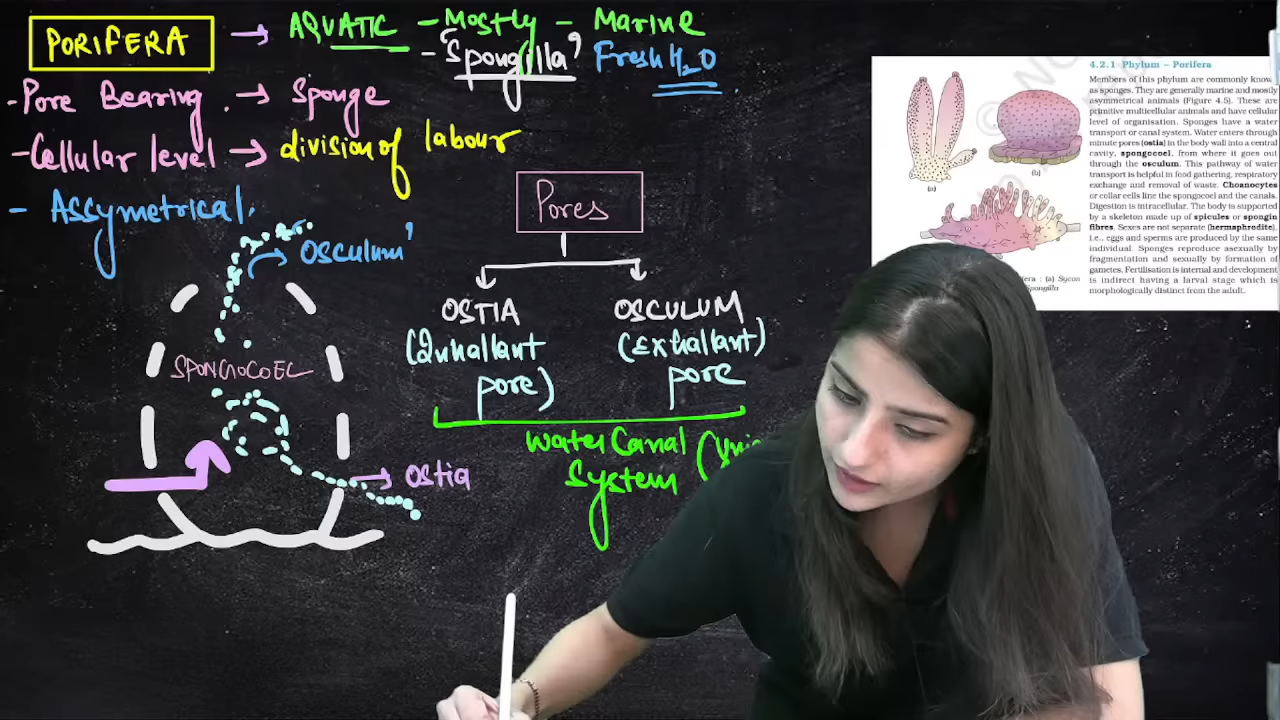 PORIFERA → AQUATIC - Mostly - Marine
- 'Spongilla' Fresh H2O
- Pore Bearing → Sponge
- Cellular level → division of labour
- Assymetrical
OSCULUM'
SPONGOCOEL
→ Ostia
Pores
OSTIA
(Inhallant
pore)
OSCULUM
(Exhallant)
pore
Water Canal
System
4.2.1 Phylum – Porifera
Members of this phylum are commonly know
as sponges. They are generally marine and mostly
asymmetrical animals (Figure 4.5). These are
primitive multicellular animals and have cellular
level of organisation. Sponges have a water
transport or canal system. Water enters through
minute pores (ostia) in the body wall into a central
cavity, spongocoel, from where it goes out
through the osculum. This pathway of water
transport is helpful in food gathering, respiratory
exchange and removal of waste. Choanocytes
or collar cells line the spongocoel and the canals.
Digestion is intracellular. The body is supported
by a skeleton made up of spicules or spongin
fibres. Sexes are not separate (hermaphrodite),
i.e., eggs and sperms are produced by the same
individual. Sponges reproduce asexually by
fragmentation and sexually by formation of
gametes. Fertilisation is internal and development
is indirect having a larval stage which is
morphologically distinct from the adult.
(a)
(b)
fera : (a) Sycon
Spongilla